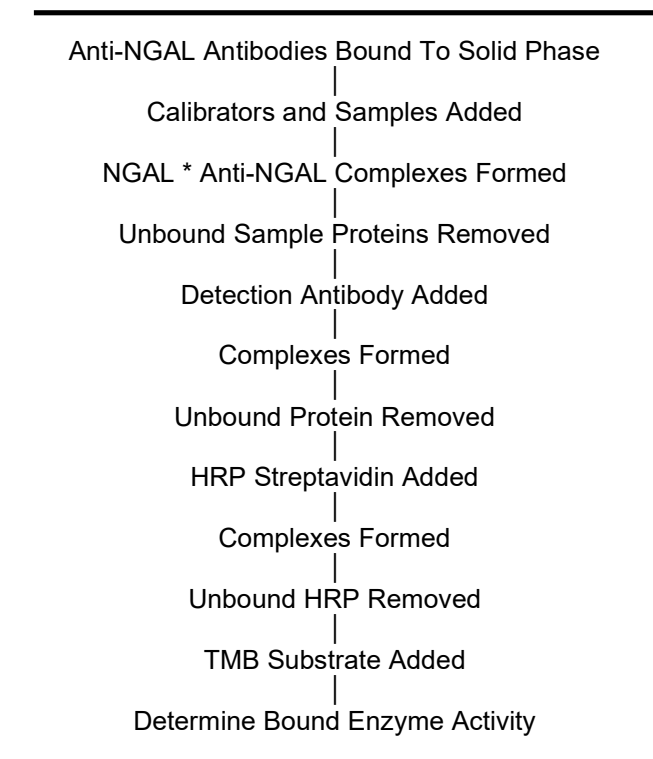 Anti-NGAL Antibodies Bound To Solid Phase
Calibrators and Samples Added
NGAL * Anti-NGAL Complexes Formed
Unbound Sample Proteins Removed
Detection Antibody Added
Complexes Formed
Unbound Protein Removed
HRP Streptavidin Added
Complexes Formed
Unbound HRP Removed
TMB Substrate Added
Determine Bound Enzyme Activity